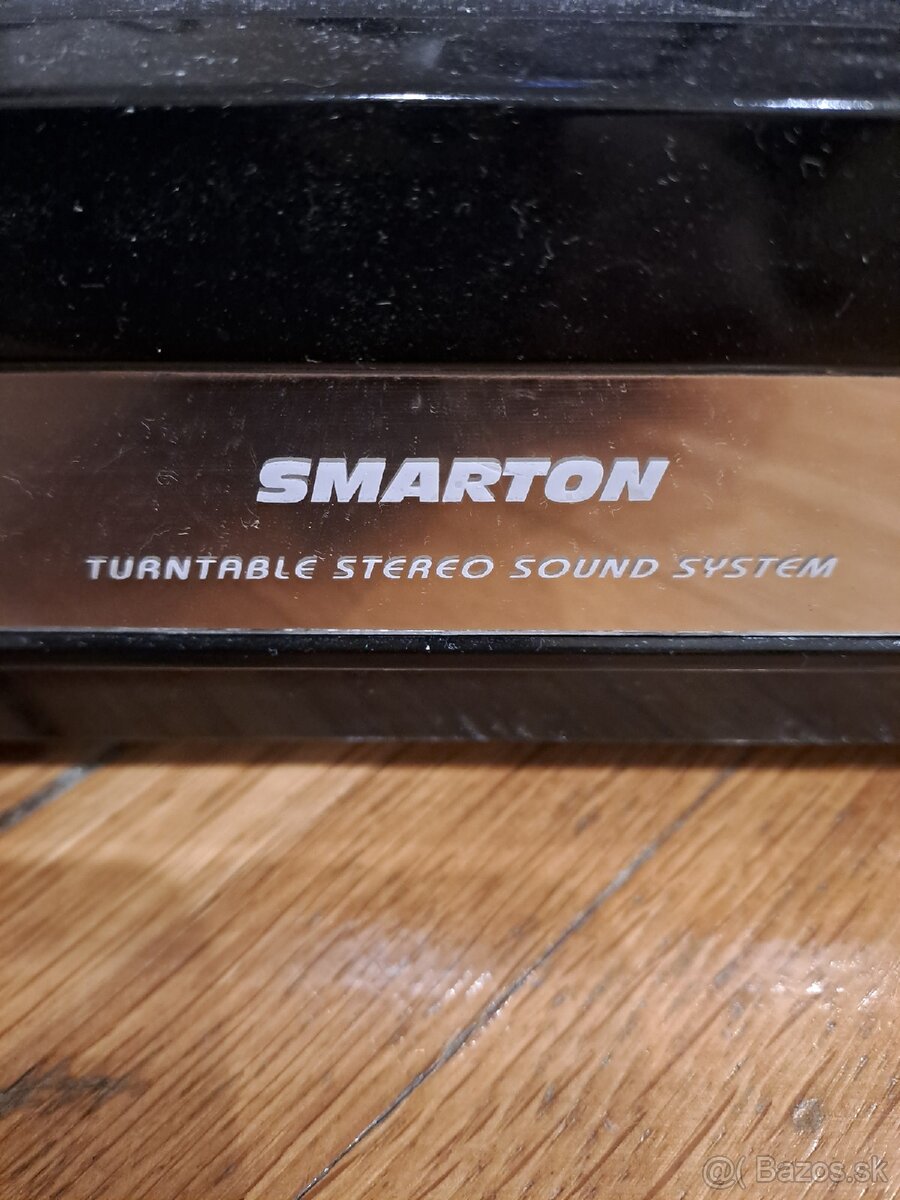 SMARTON
TURNTABLE STEREO SOUND SYSTEM
@( Bazos.sk